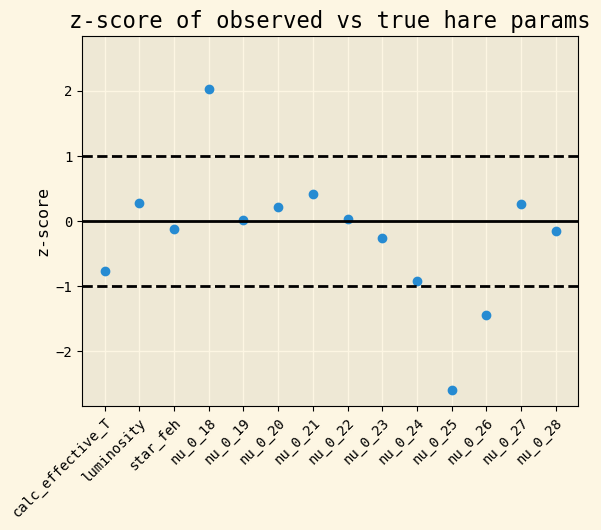 z-score of observed vs true hare params
z-score
2
1
0
−1
−2
calc_effective_T
luminosity
star_feh
nu_0_18
nu_0_19
nu_0_20
nu_0_21
nu_0_22
nu_0_23
nu_0_24
nu_0_25
nu_0_26
nu_0_27
nu_0_28